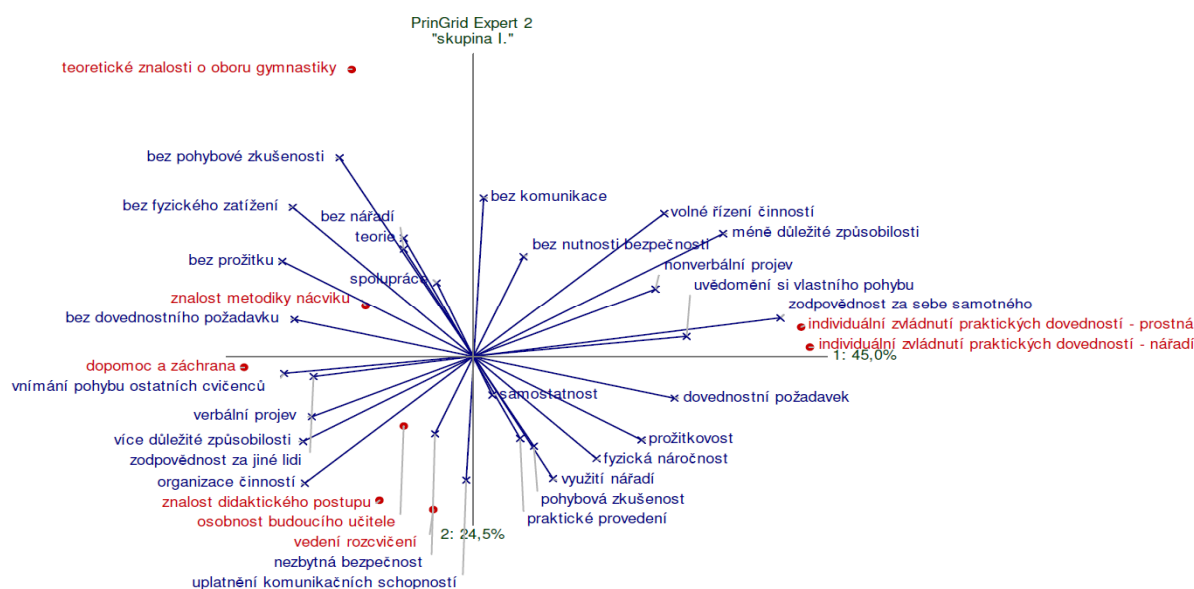 PrinGrid Expert 2
"skupina I."
teoretické znalosti o oboru gymnastiky
bez pohybové zkušenosti
bez komunikace
bez fyzického zatížení
volné řízení činností
bez nářadí
méně důležité způsobilosti
teorie
bez nutnosti bezpečnosti
bez prožitku
nonverbální projev
spolupráce
uvědomění si vlastního pohybu
znalost metodiky nácviku
zodpovědnost za sebe samotného
bez dovednostního požadavku
individuální zvládnutí praktických dovedností - prostná
individuální zvládnutí praktických dovedností - nářadí
1: 45,0%
dopomoc a záchrana
vnímání pohybu ostatních cvičenců
samostatnost
dovednostní požadavek
verbální projev
více důležité způsobilosti
prožitkovost
zodpovědnost za jiné lidi
fyzická náročnost
organizace činností
využití nářadí
znalost didaktického postupu
pohybová zkušenost
osobnost budoucího učitele
praktické provedení
vedení rozcvičení
2: 24,5%
nezbytná bezpečnost
uplatnění komunikačních schopností